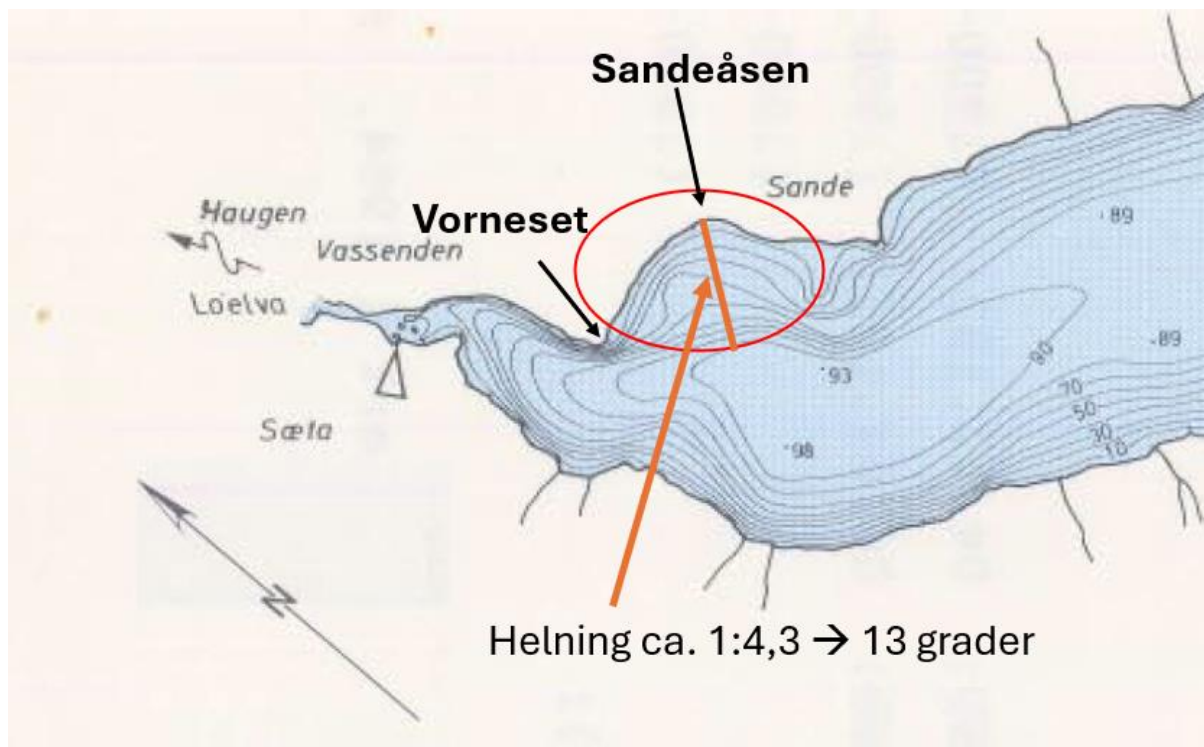 Sandeåsen
Sande
Haugen
Vorneset
Vassenden
Loelva
Sæta
89
89
93
98
90
70
50
30
10
N
Helning ca. 1:4,3 → 13 grader